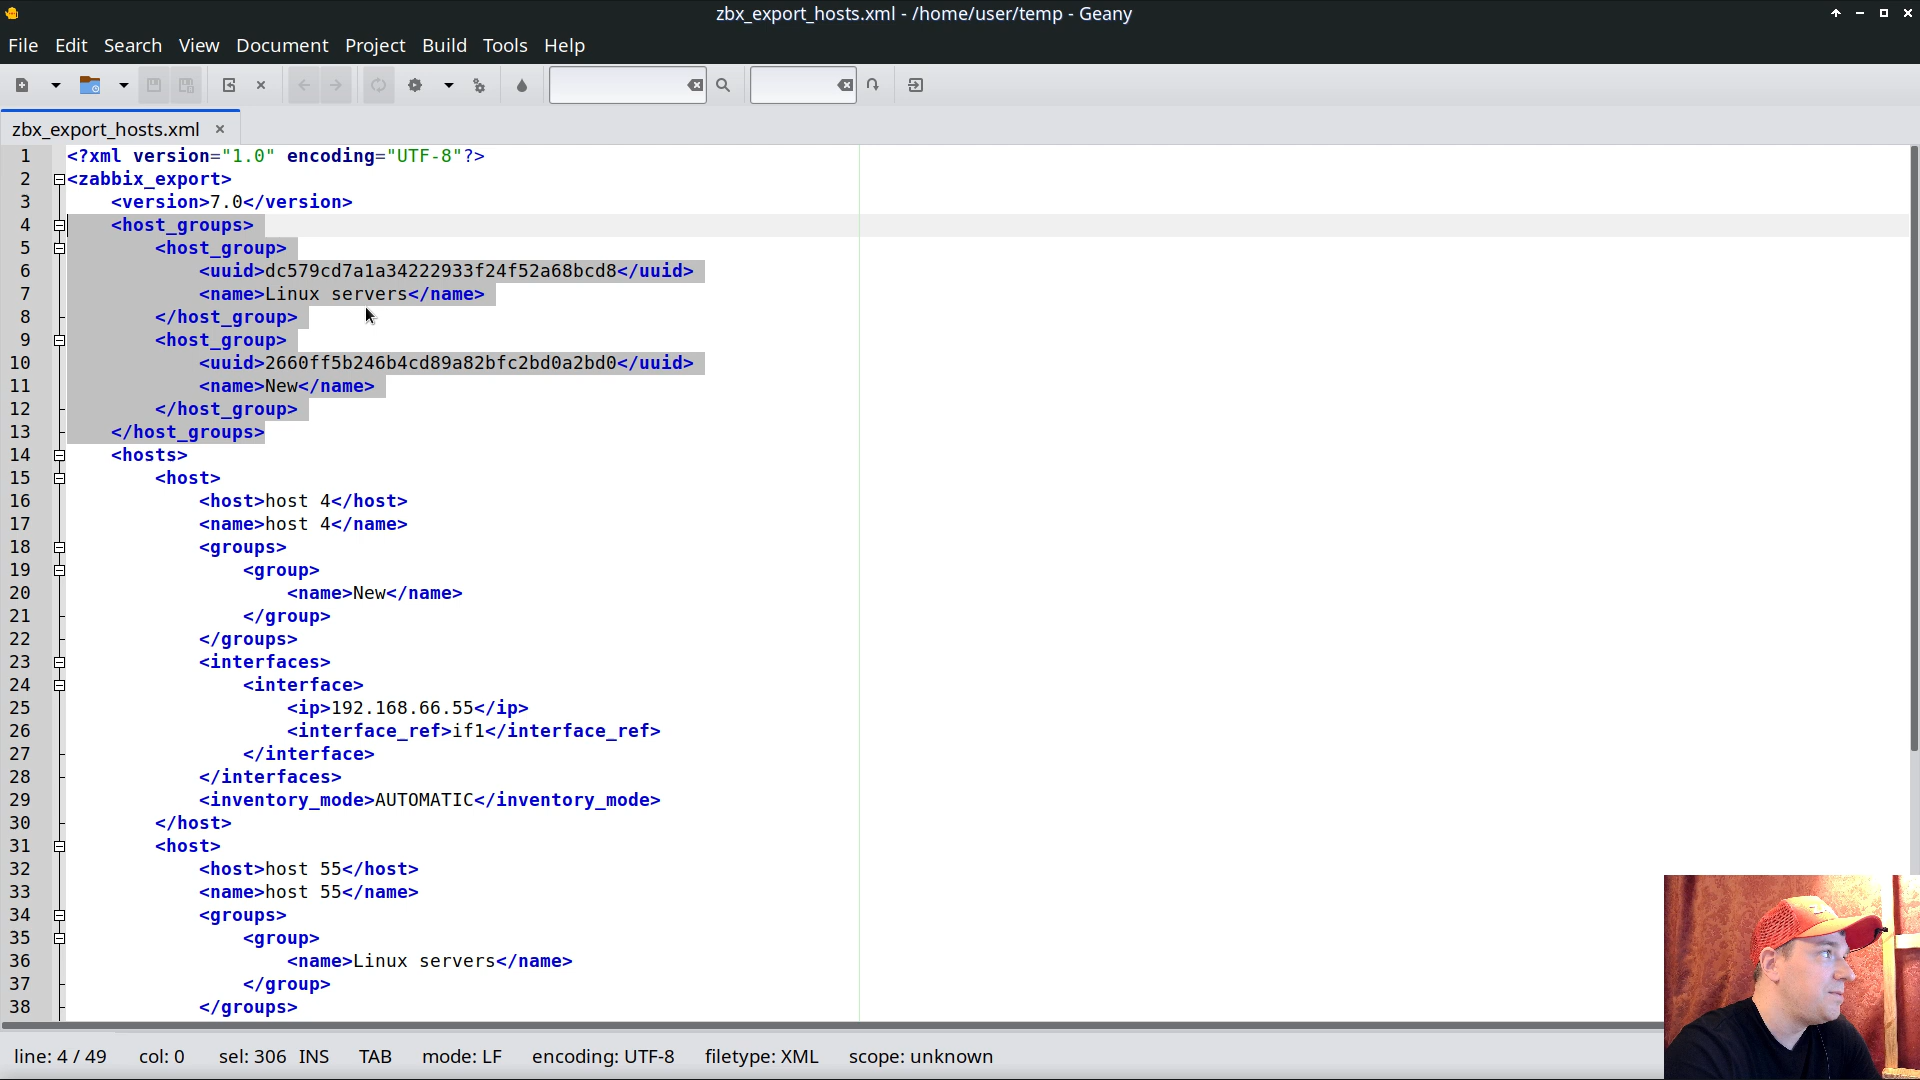 zbx_export_hosts.xml - /home/user/temp - Geany
File Edit Search View Document Project Build Tools Help
zbx_export_hosts.xml
1 <?xml version="1.0" encoding="UTF-8"?>
2 <zabbix_export>
3 <version>7.0</version>
4 <host_groups>
5 <host_group>
6 <uuid>dc579cd7a1a34222933f24f52a68bcd8</uuid>
7 <name>Linux servers</name>
8 </host_group>
9 <host_group>
10 <uuid>2660ff5b246b4cd89a82bfc2bd0a2bd0</uuid>
11 <name>New</name>
12 </host_group>
13 </host_groups>
14 <hosts>
15 <host>
16 <host>host 4</host>
17 <name>host 4</name>
18 <groups>
19 <group>
20 <name>New</name>
21 </group>
22 </groups>
23 <interfaces>
24 <interface>
25 <ip>192.168.66.55</ip>
26 <interface_ref>if1</interface_ref>
27 </interface>
28 </interfaces>
29 <inventory_mode>AUTOMATIC</inventory_mode>
30 </host>
31 <host>
32 <host>host 55</host>
33 <name>host 55</name>
34 <groups>
35 <group>
36 <name>Linux servers</name>
37 </group>
38 </groups>
line: 4 / 49 col: 0 sel: 306 INS TAB mode: LF encoding: UTF-8 filetype: XML scope: unknown